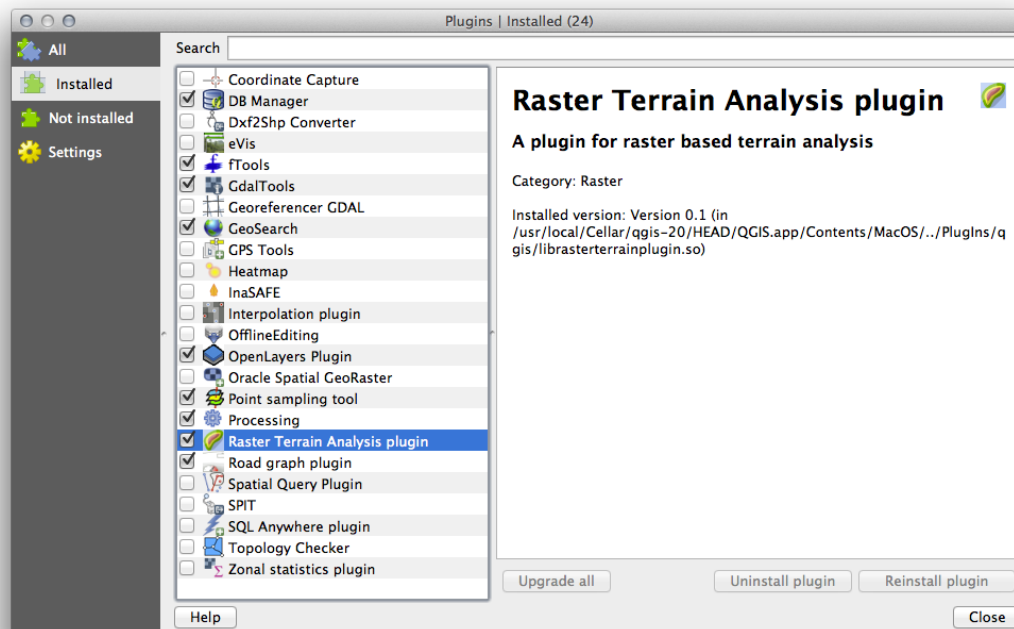 Plugins | Installed (24)
All
Installed
Not installed
Settings
Search
Coordinate Capture
DB Manager
Dxf2Shp Converter
eVis
fTools
GdalTools
Georeferencer GDAL
GeoSearch
GPS Tools
Heatmap
InaSAFE
Interpolation plugin
OfflineEditing
OpenLayers Plugin
Oracle Spatial GeoRaster
Point sampling tool
Processing
Raster Terrain Analysis plugin
Road graph plugin
Spatial Query Plugin
SPIT
SQL Anywhere plugin
Topology Checker
Zonal statistics plugin
Raster Terrain Analysis plugin
A plugin for raster based terrain analysis
Category: Raster
Installed version: Version 0.1 (in
/usr/local/Cellar/qgis-20/HEAD/QGIS.app/Contents/MacOS/../PlugIns/q
gis/librasterterrainplugin.so)
Upgrade all
Uninstall plugin
Reinstall plugin
Help
Close